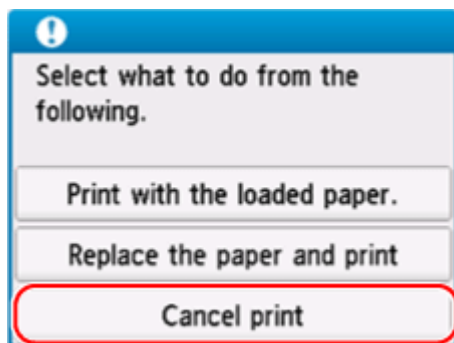 Select what to do from the
following.
Print with the loaded paper.
Replace the paper and print
Cancel print